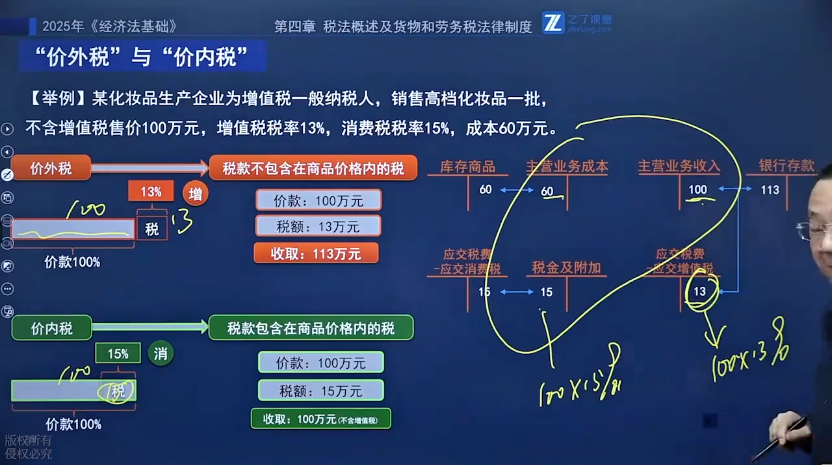 2025年《经济法基础》
第四章 税法概述及货物和劳务税法律制度
之了课堂
“价外税”与“价内税”
【举例】某化妆品生产企业为增值税一般纳税人，销售高档化妆品一批，
不含增值税售价100万元，增值税税率13%，消费税税率15%，成本60万元。
价外税
税款不包含在商品价格内的税
13%
增
100
税
13
价款100%
价款：100万元
税额：13万元
收取：113万元
库存商品
主营业务成本
主营业务收入
银行存款
60
60
100
113
应交税费
-应交消费税
税金及附加
应交税费
-应交增值税
15
15
13
100×15%
100×13%
价内税
税款包含在商品价格内的税
15%
消
100
税
价款100%
价款：100万元
税额：15万元
收取：100万元(不含增值税)
版权所有
侵权必究